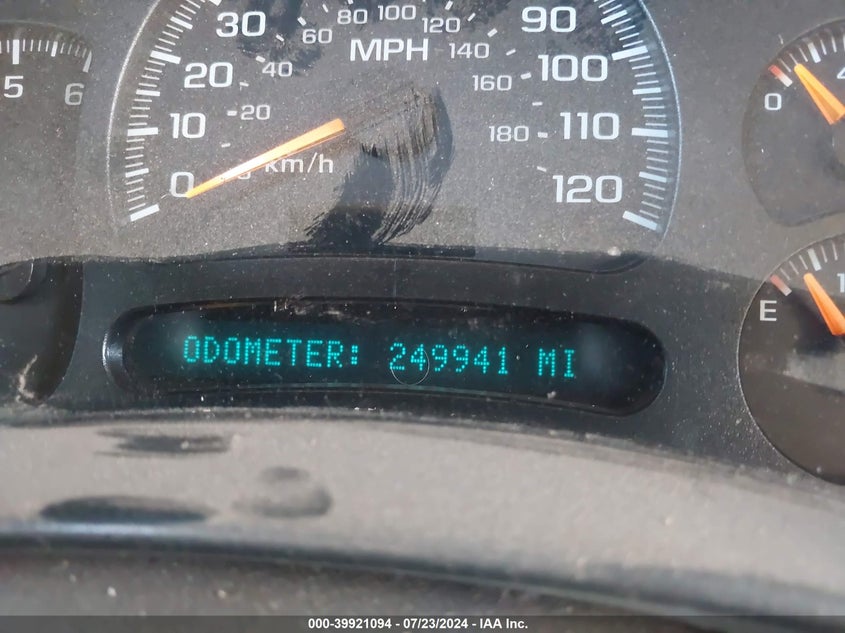 30 60 80 100 120 90
MPH 140
5 6 20 40 160 100 0 4
10 20 180 110
0 km/h 120
E
ODOMETER: 249941 MI
000-39921094 - 07/23/2024 - IAA Inc.